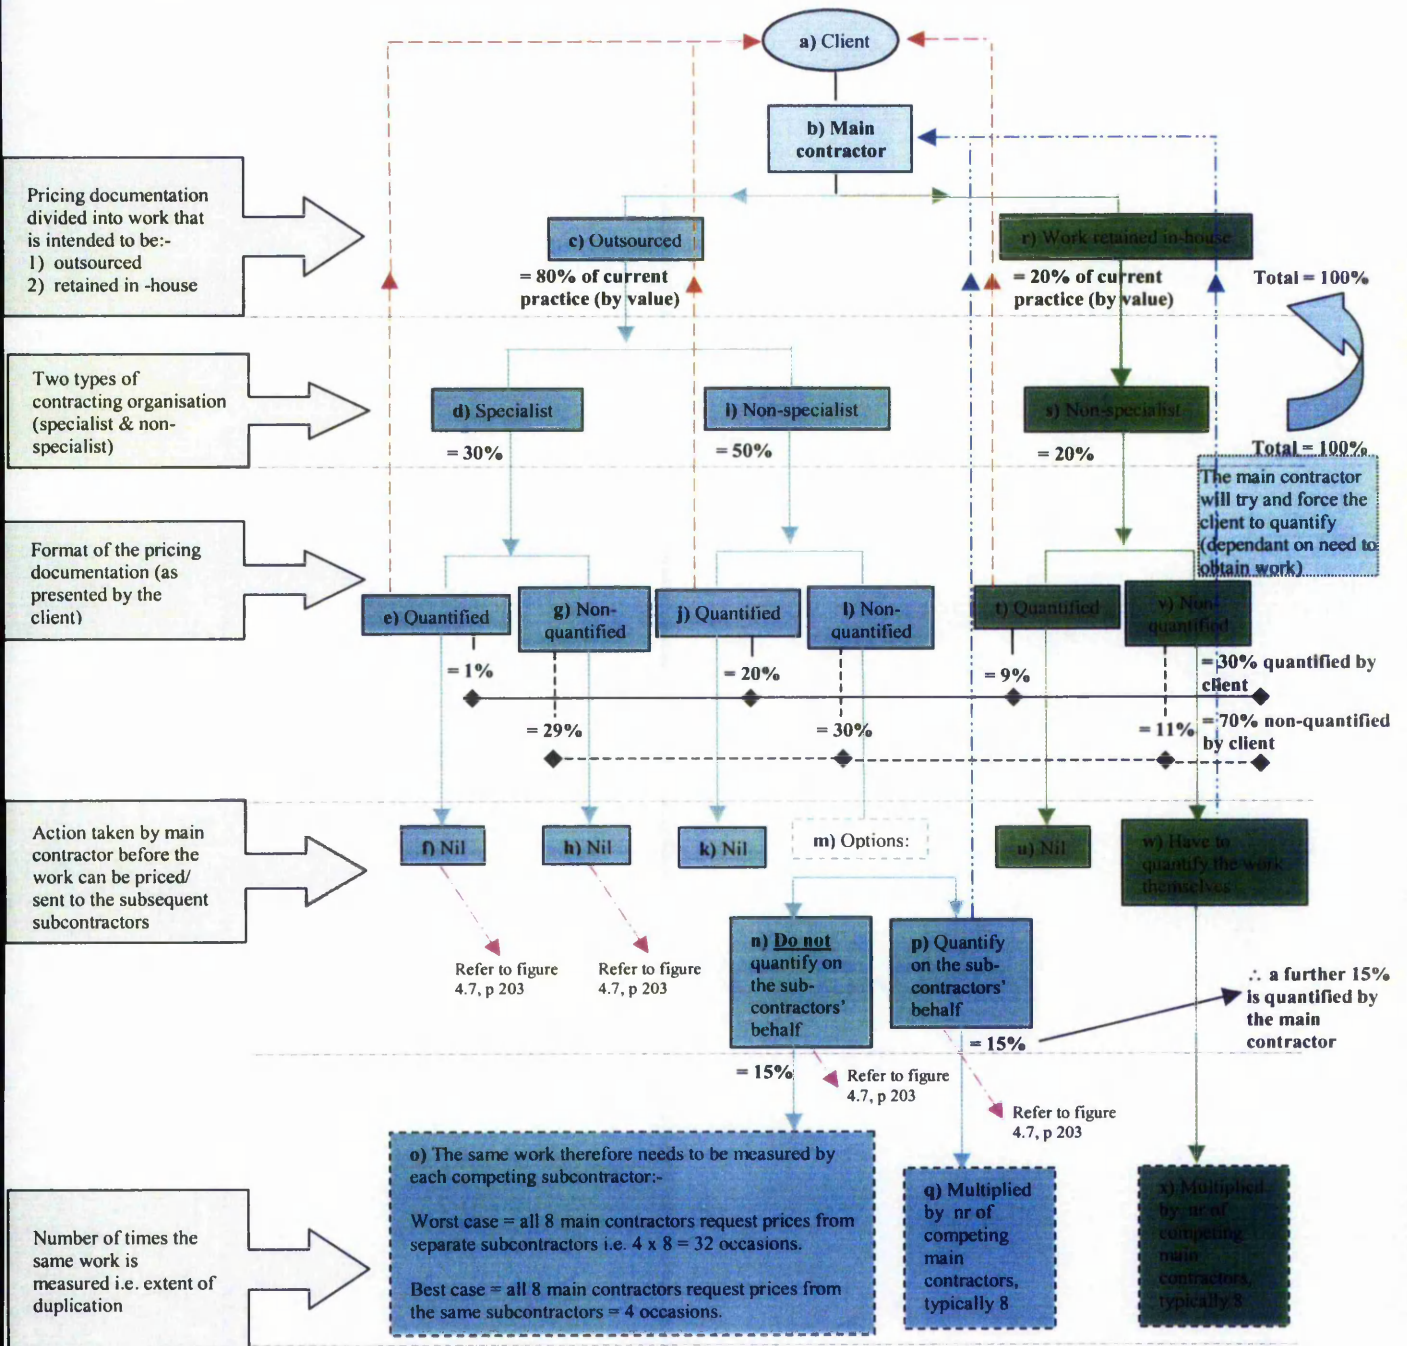 a) Client
b) Main
contractor
Pricing documentation
divided into work that
is intended to be:-
1) outsourced
2) retained in -house
c) Outsourced
= 80% of current
practice (by value)
r) Work retained in-house
= 20% of current
practice (by value)
Total = 100%
Two types of
contracting organisation
(specialist & non-
specialist)
d) Specialist
= 30%
i) Non-specialist
= 50%
s) Non-specialist
= 20%
Total = 100%
The main contractor
will try and force the
client to quantify
(dependant on need to
obtain work)
Format of the pricing
documentation (as
presented by the
client)
e) Quantified
g) Non-
quantified
j) Quantified
l) Non-
quantified
t) Quantified
v) Non-
quantified
= 1%
= 20%
= 9%
= 30% quantified by
client
= 29%
= 30%
= 11%
= 70% non-quantified
by client
Action taken by main
contractor before the
work can be priced/
sent to the subsequent
subcontractors
f) Nil
h) Nil
k) Nil
m) Options:
u) Nil
w) Have to
quantify the work
themselves
Refer to figure
4.7, p 203
Refer to figure
4.7, p 203
n) Do not
quantify on
the sub-
contractors'
behalf
p) Quantify
on the sub-
contractors'
behalf
∴ a further 15%
is quantified by
the main
contractor
= 15%
= 15%
Refer to figure
4.7, p 203
Refer to figure
4.7, p 203
Number of times the
same work is
measured i.e. extent of
duplication
o) The same work therefore needs to be measured by
each competing subcontractor:-
Worst case = all 8 main contractors request prices from
separate subcontractors i.e. 4 x 8 = 32 occasions.
Best case = all 8 main contractors request prices from
the same subcontractors = 4 occasions.
q) Multiplied
by nr of
competing
main
contractors,
typically 8
x) Multiplied
by nr of
competing
main
contractors,
typically 8